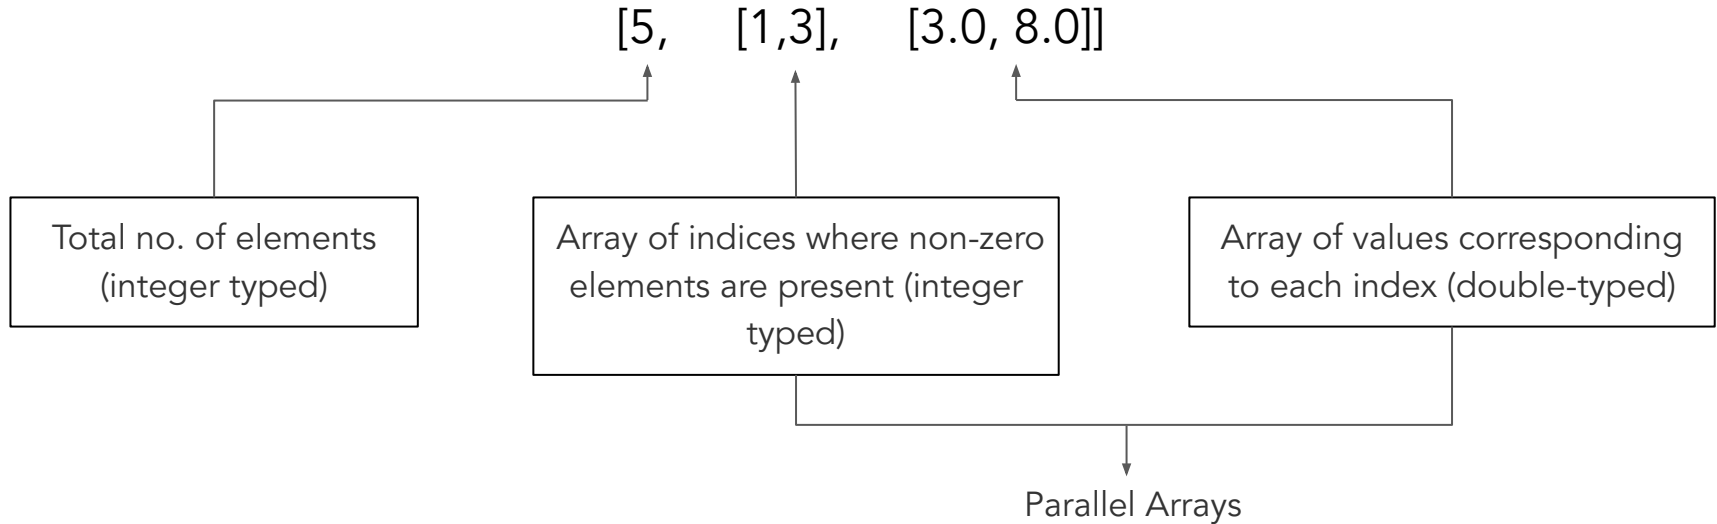 [5, [1,3], [3.0, 8.0]]
Total no. of elements
(integer typed)
Array of indices where non-zero
elements are present (integer
typed)
Array of values corresponding
to each index (double-typed)
Parallel Arrays